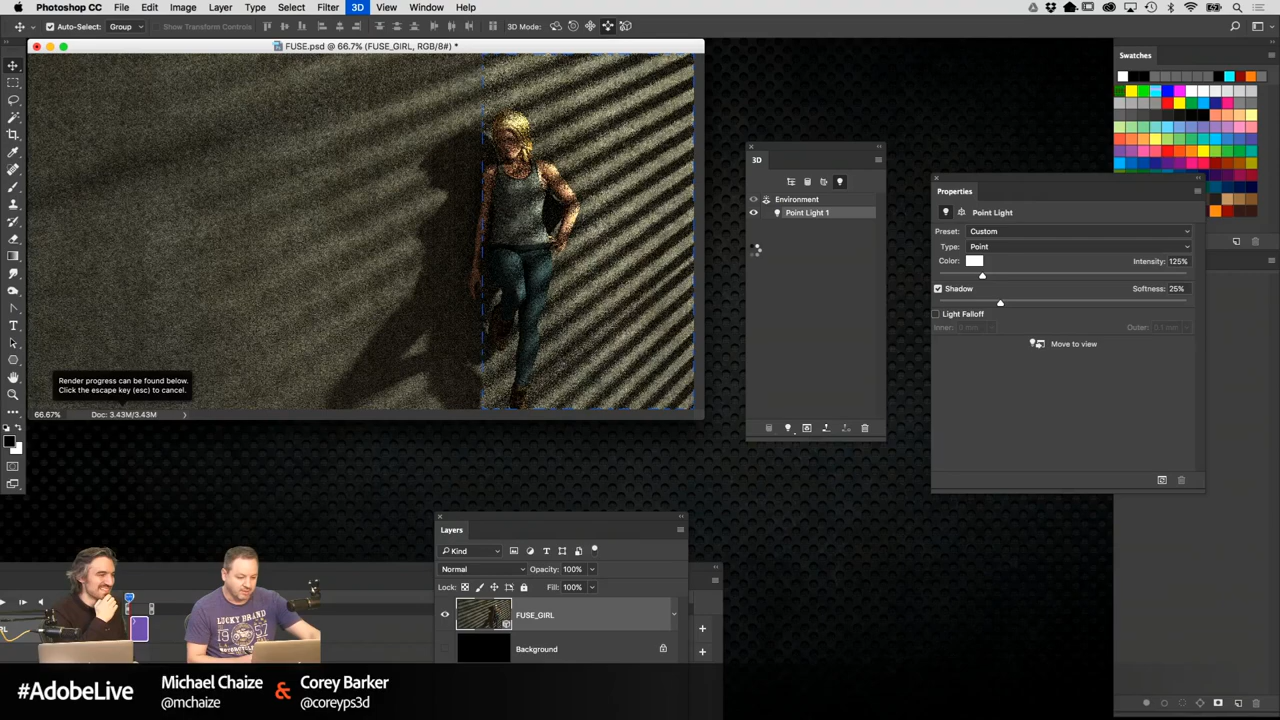 Photoshop CC File Edit Image Layer Type Select Filter 3D View Window Help
Auto-Select: Group Show Transform Controls 3D Mode:
FUSE.psd @ 66.7% (FUSE_GIRL, RGB/8#) *
Swatches
3D
Environment
Point Light 1
Properties
Point Light
Preset: Custom
Type: Point
Color: Intensity: 125%
Shadow Softness: 25%
Light Falloff
Inner: 0 mm Outer: 0.1 mm
Move to view
Render progress can be found below.
Click the escape key (esc) to cancel.
66.67% Doc: 3.43M/3.43M
Layers
Kind
Normal Opacity: 100%
Lock: Fill: 100%
FUSE_GIRL
Background
LUCKY BRAND
#AdobeLive
Michael Chaize
@mchaize
&
Corey Barker
@coreyps3d